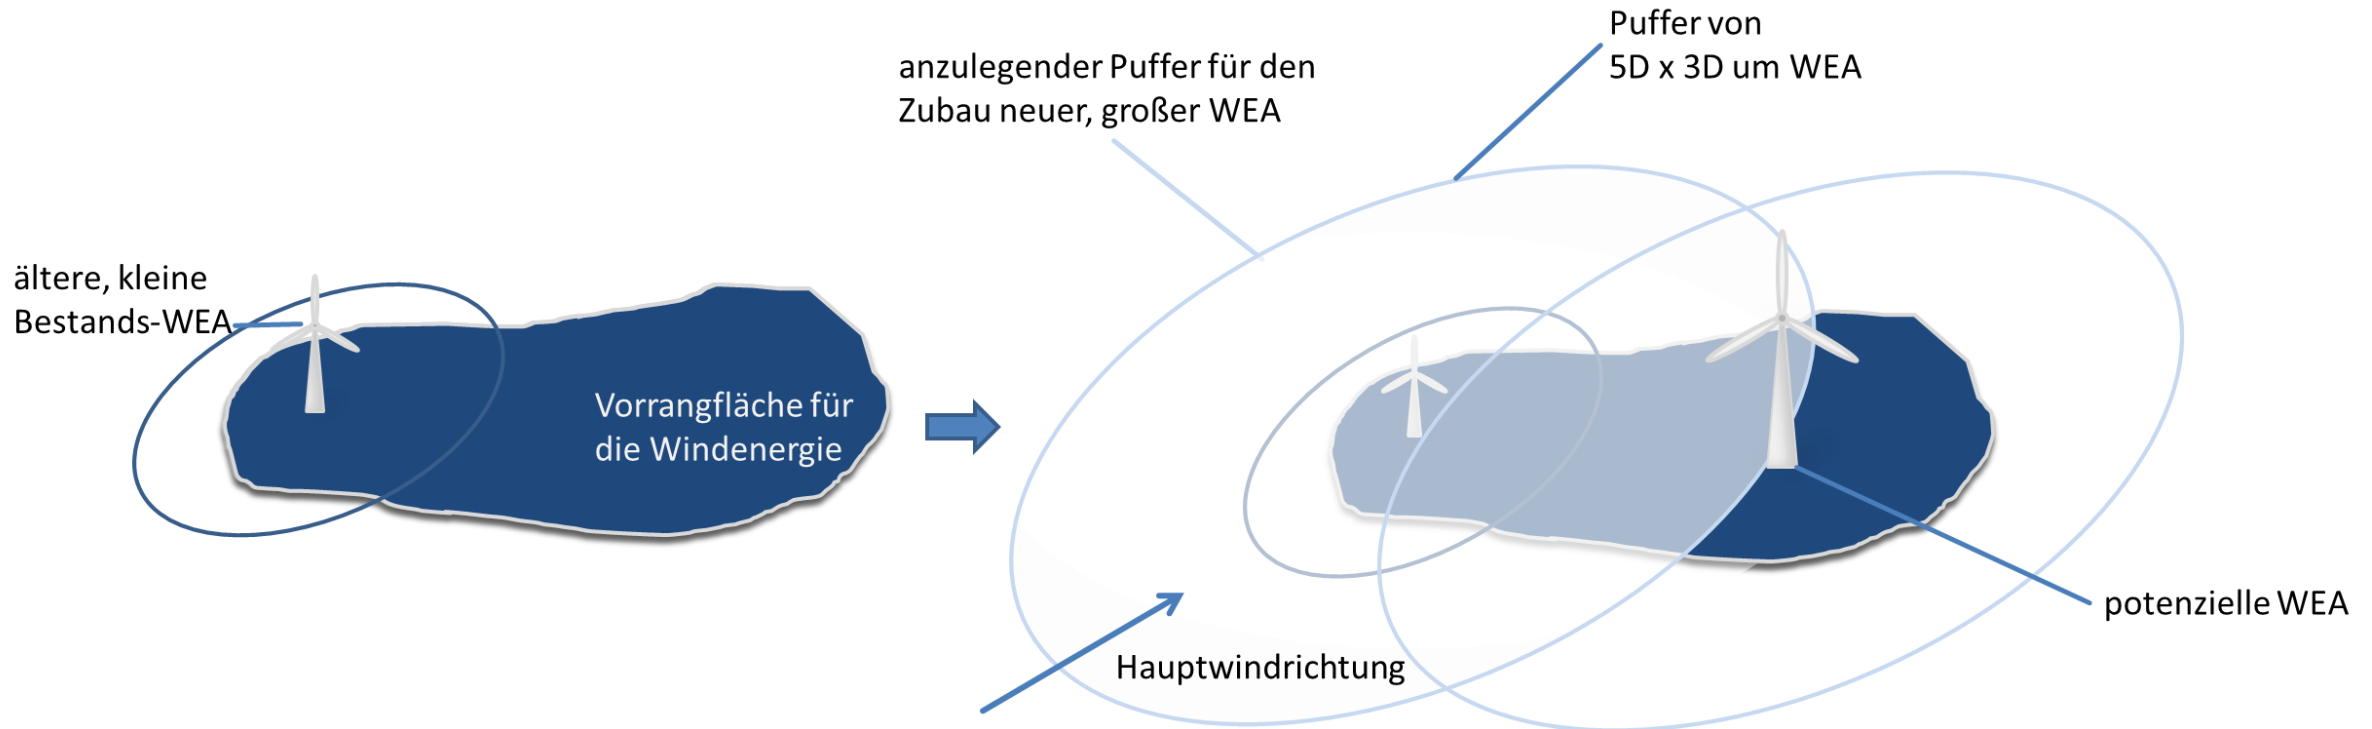 ältere, kleine
Bestands-WEA
Vorrangfläche für
die Windenergie
anzulegender Puffer für den
Zubau neuer, großer WEA
Puffer von
5D x 3D um WEA
Hauptwindrichtung
potenzielle WEA